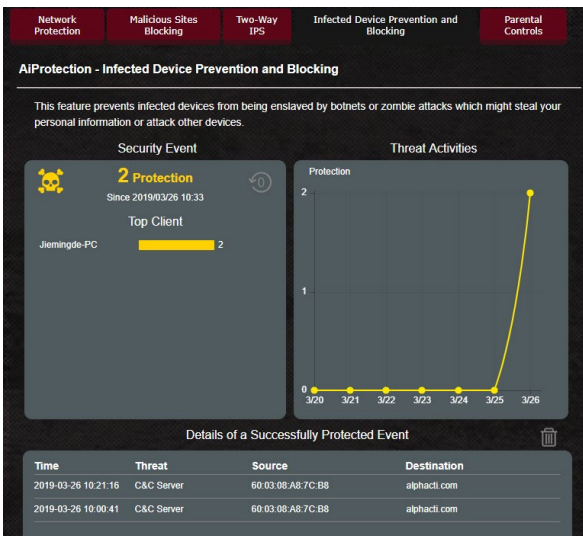 Network Protection
Malicious Sites Blocking
Two-Way IPS
Infected Device Prevention and Blocking
Parental Controls
AiProtection - Infected Device Prevention and Blocking
This feature prevents infected devices from being enslaved by botnets or zombie attacks which might steal your
personal information or attack other devices.
Security Event
2 Protection
0
Since 2019/03/26 10:33
Top Client
Jiemingde-PC 2
Threat Activities
Protection
2
1
0
3/20 3/21 3/22 3/23 3/24 3/25 3/26
Details of a Successfully Protected Event
Time Threat Source Destination
2019-03-26 10:21:16 C&C Server 60:03:08:A8:7C:B8 alphacti.com
2019-03-26 10:00:41 C&C Server 60:03:08:A8:7C:B8 alphacti.com